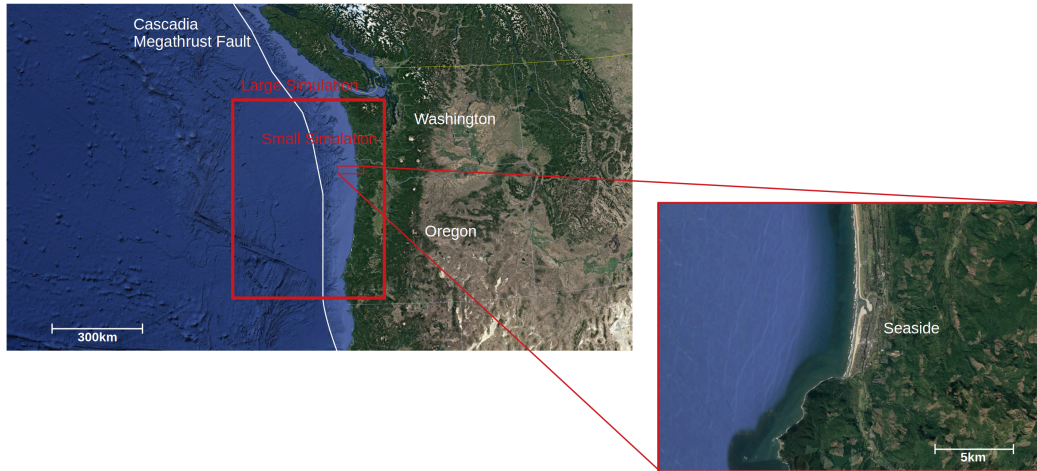 Cascadia
Megathrust Fault
Large Simulation
Washington
Small Simulation
Oregon
300km
Seaside
5km